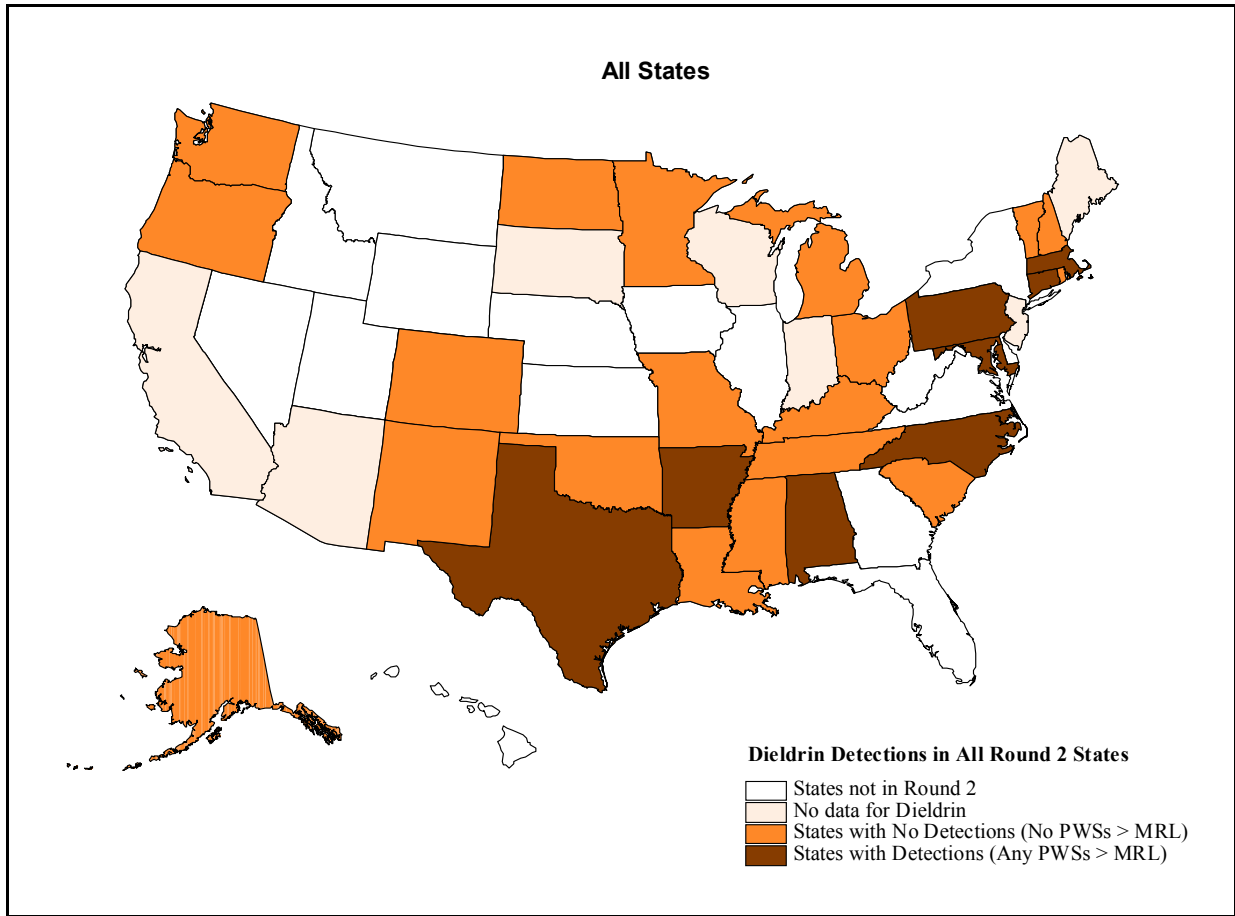 All States
Dieldrin Detections in All Round 2 States
States not in Round 2
No data for Dieldrin
States with No Detections (No PWSs > MRL)
States with Detections (Any PWSs > MRL)